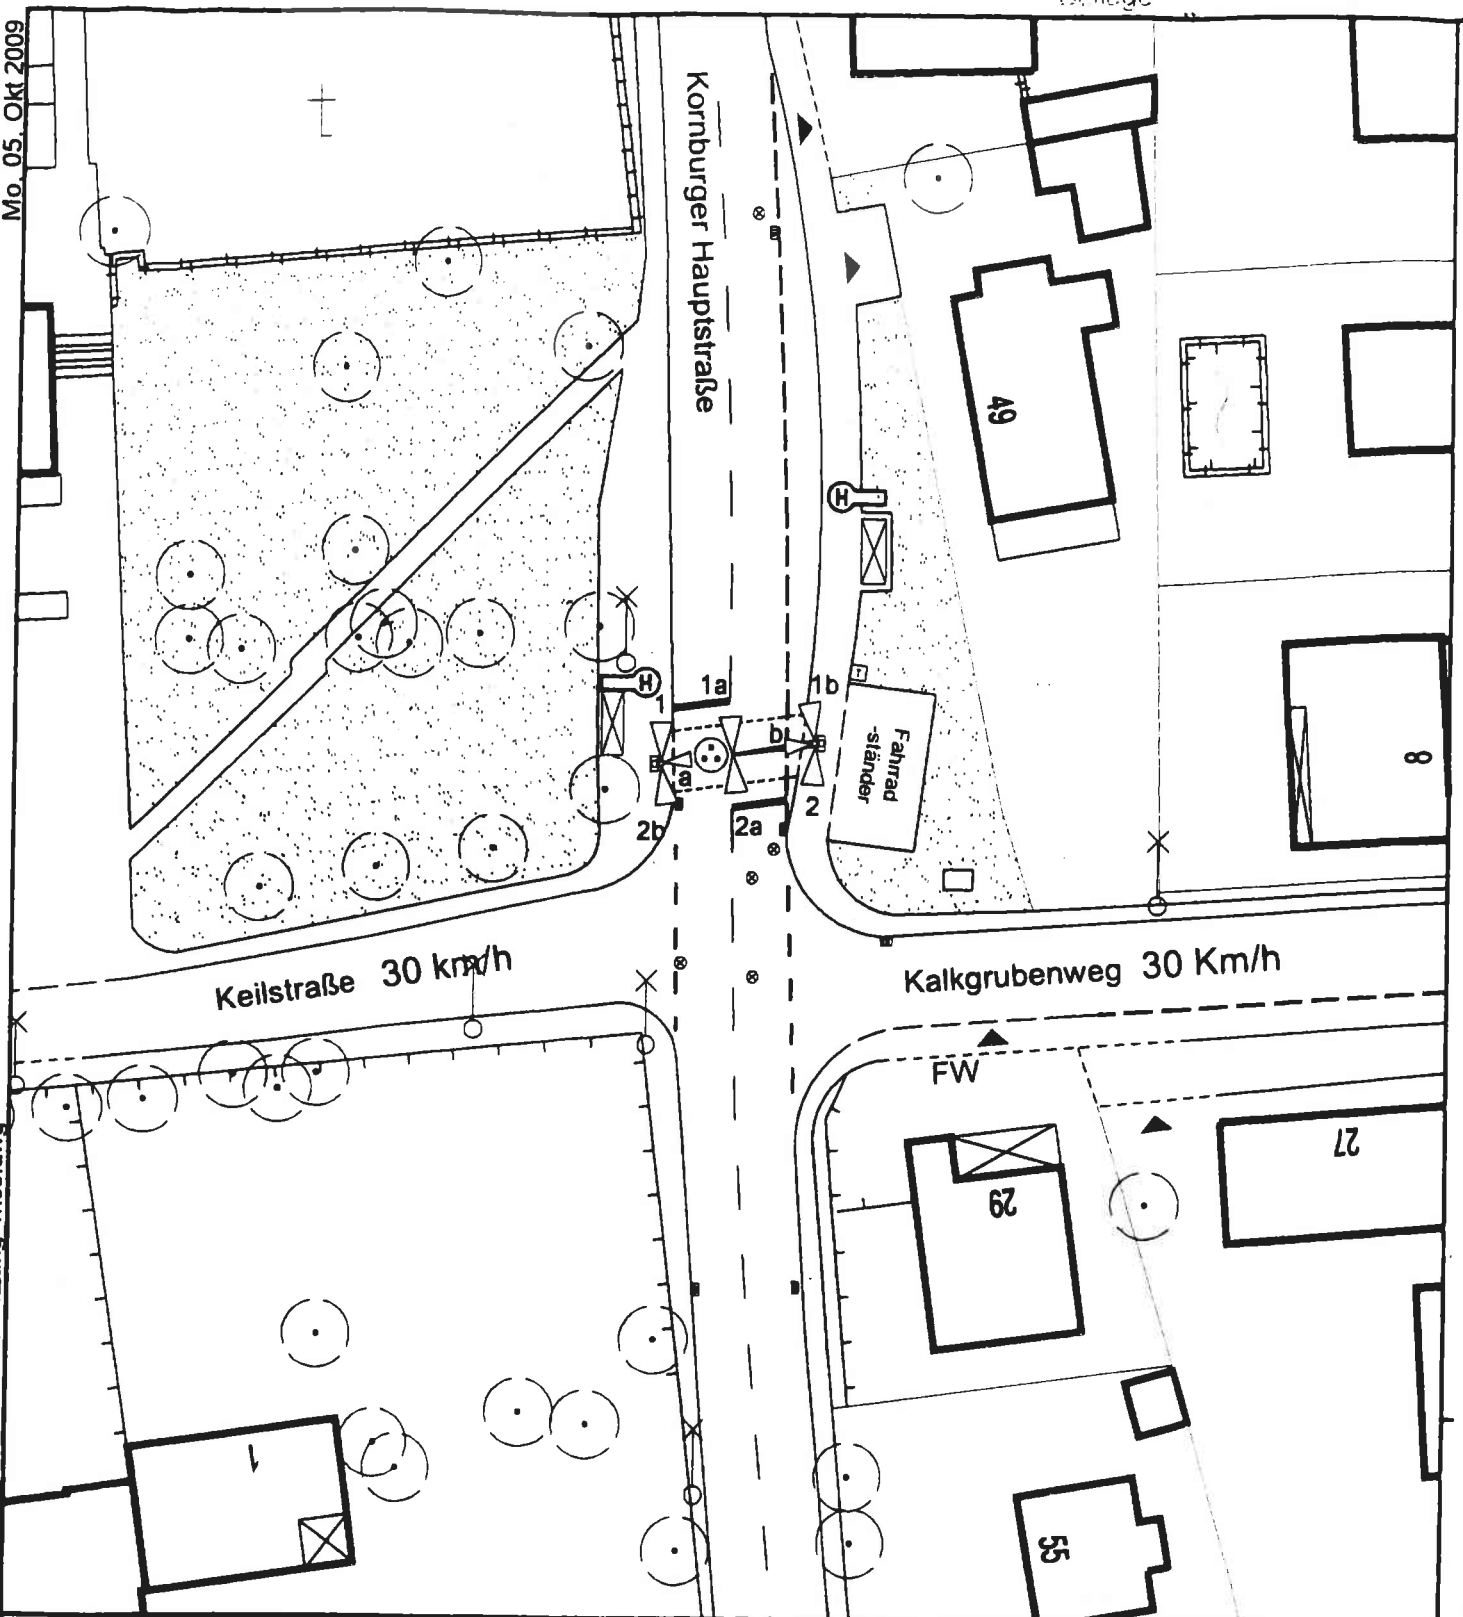 Mo. 05. Okt 2009
Kornburger Hauptstraße
49
H
H
1
1a
1b
b
a
2b
2a
2
Fahrrad
-ständer
8
Keilstraße 30 km/h
Kalkgrubenweg 30 Km/h
FW
27
29
1
55